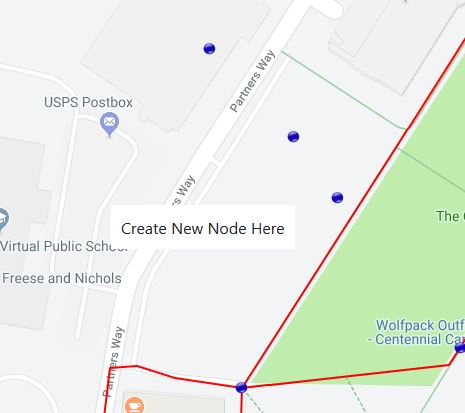 Partners Way
USPS Postbox
rs Way
Create New Node Here
The
Virtual Public School
Freese and Nichols
Wolfpack Outf
- Centennial Ca
Partners Way